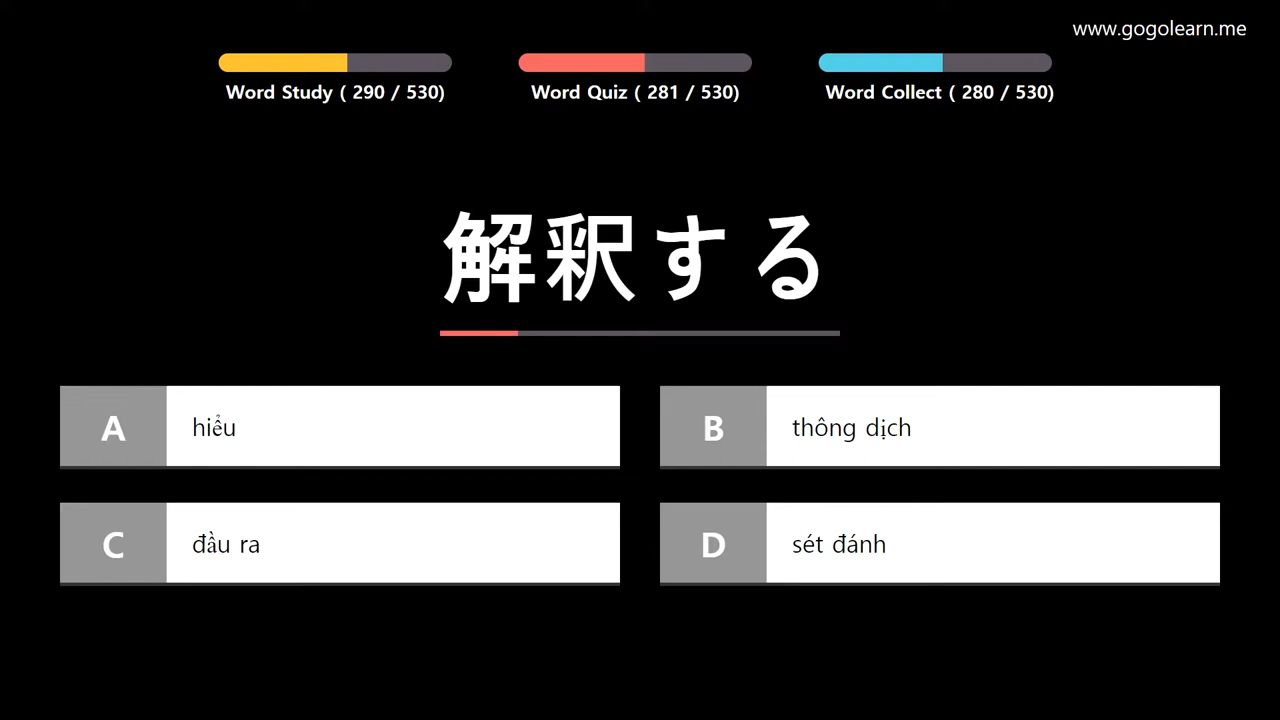 www.gogolearn.me
Word Study ( 290 / 530)
Word Quiz ( 281 / 530)
Word Collect ( 280 / 530)
解釈する
A hiểu
B thông dịch
C đầu ra
D sét đánh